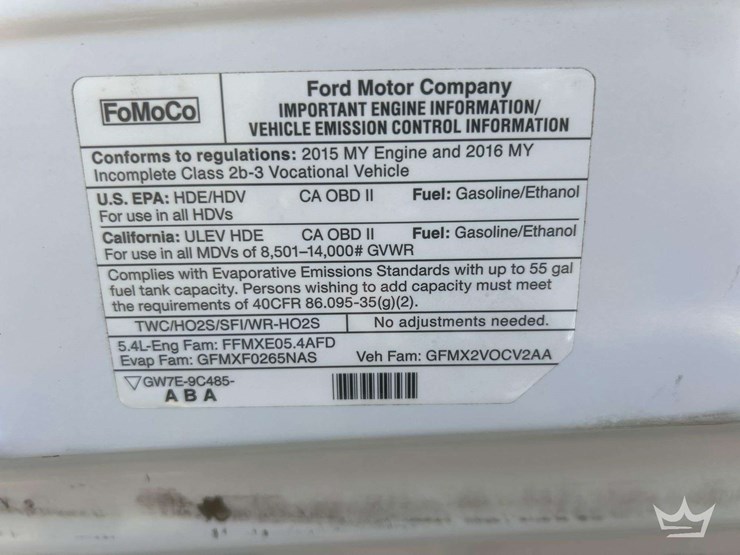 FoMoCo
Ford Motor Company
IMPORTANT ENGINE INFORMATION/
VEHICLE EMISSION CONTROL INFORMATION
Conforms to regulations: 2015 MY Engine and 2016 MY
Incomplete Class 2b-3 Vocational Vehicle
U.S. EPA: HDE/HDV CA OBD II Fuel: Gasoline/Ethanol
For use in all HDVs
California: ULEV HDE CA OBD II Fuel: Gasoline/Ethanol
For use in all MDVs of 8,501–14,000# GVWR
Complies with Evaporative Emissions Standards with up to 55 gal
fuel tank capacity. Persons wishing to add capacity must meet
the requirements of 40CFR 86.095-35(g)(2).
TWC/HO2S/SFI/WR-HO2S No adjustments needed.
5.4L-Eng Fam: FFMXE05.4AFD
Evap Fam: GFMXF0265NAS Veh Fam: GFMX2VOCV2AA
GW7E-9C485-
A B A